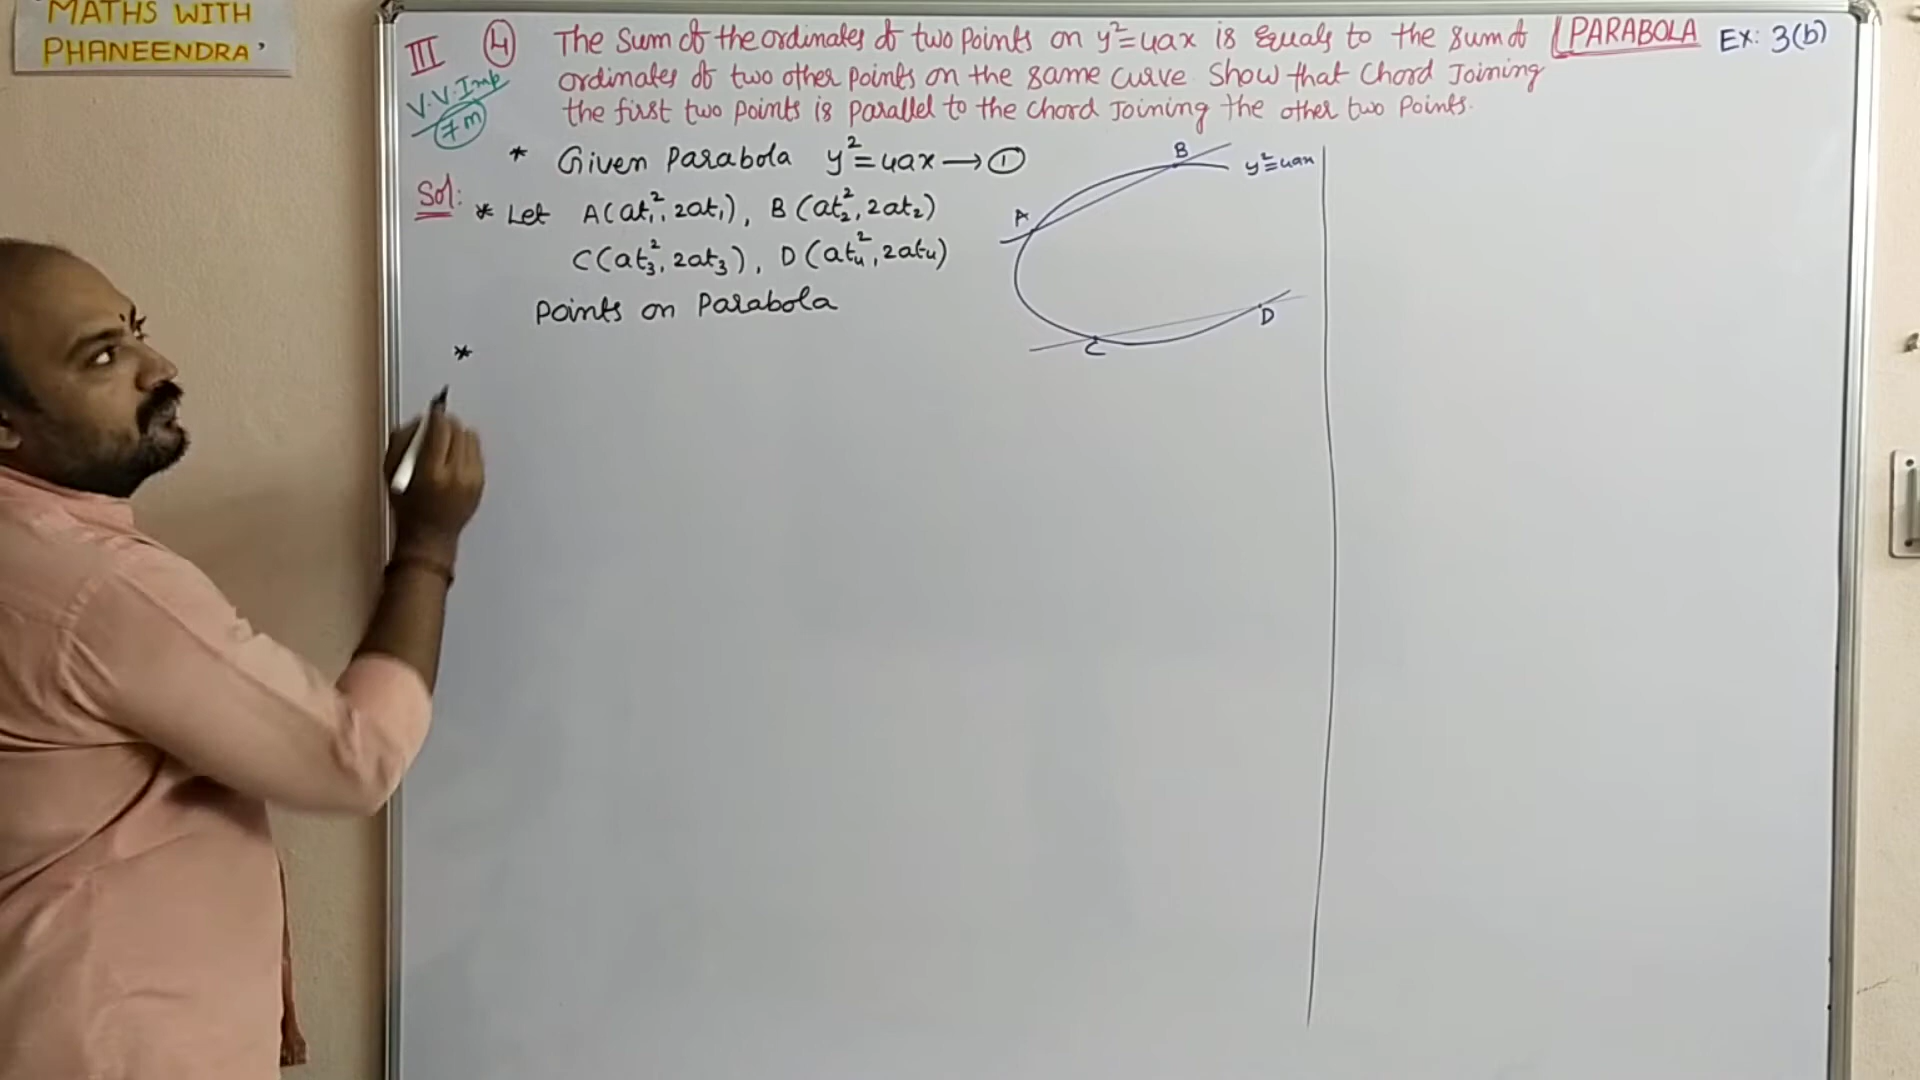 MATHS WITH
PHANEENDRA'
III ④ The Sum of the ordinates of two points on y²=4ax is Equals to the sum of
ordinates of two other points on the same curve. Show that Chord Joining
the first two points is parallel to the chord Joining the other two Points.
PARABOLA Ex: 3(b)
V.V.Imp
7m
* Given Parabola y²=4ax → ①
Sol: * Let A(at₁², 2at₁), B(at₂², 2at₂)
C(at₃², 2at₃), D(at₄², 2at₄)
Points on Parabola
*
A
B
y²=4ax
C
D